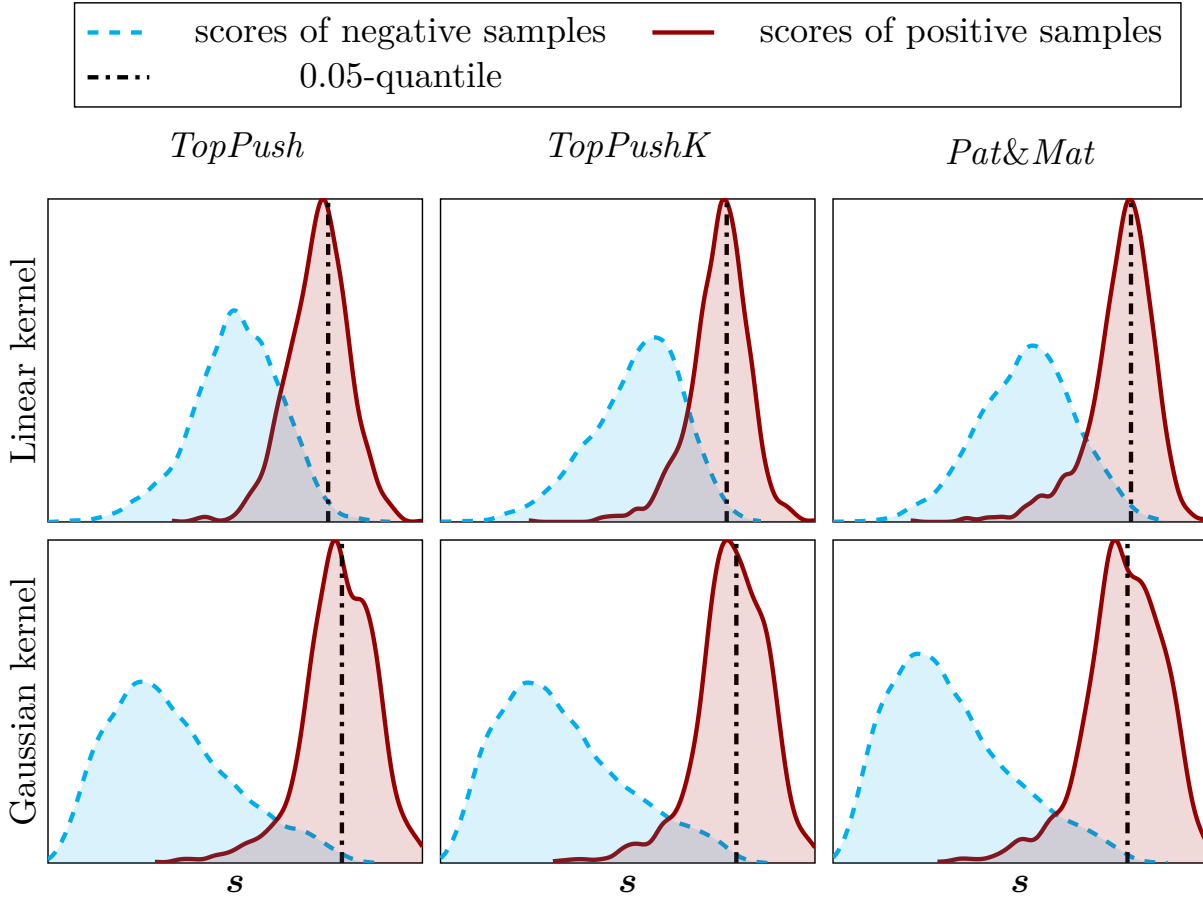 scores of negative samples scores of positive samples
0.05-quantile
TopPush TopPushK Pat&Mat
Linear kernel
Gaussian kernel
s s s